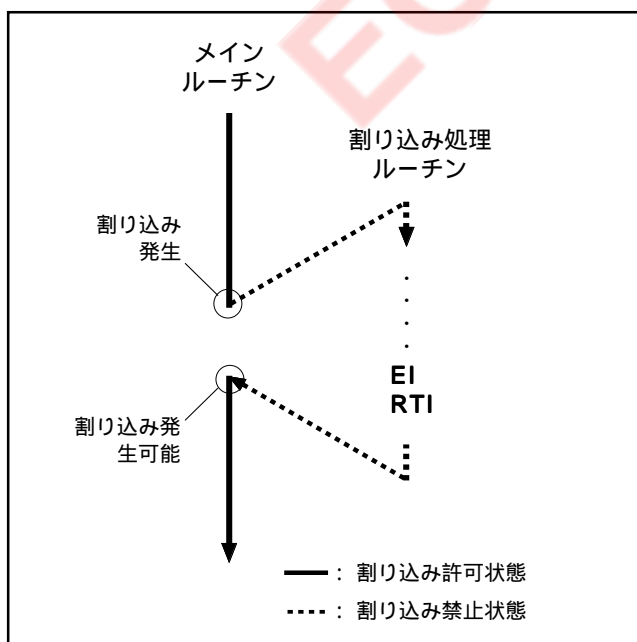 メイン
ルーチン
割り込み処理
ルーチン
割り込み
発生
EI
RTI
割り込み発
生可能
: 割り込み許可状態
: 割り込み禁止状態